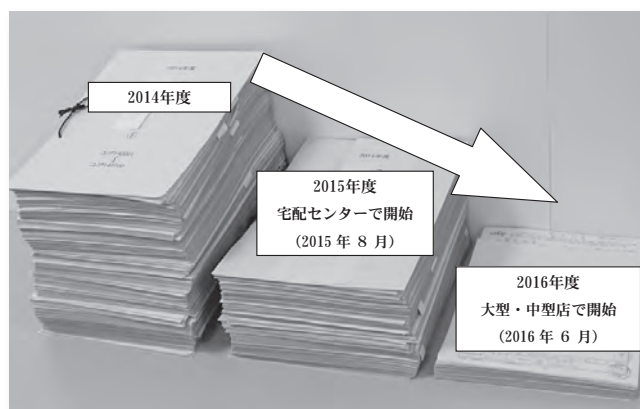 2014年度
2015年度
宅配センターで開始
（2015 年 8 月）
2016年度
大型・中型店で開始
（2016 年 6 月）